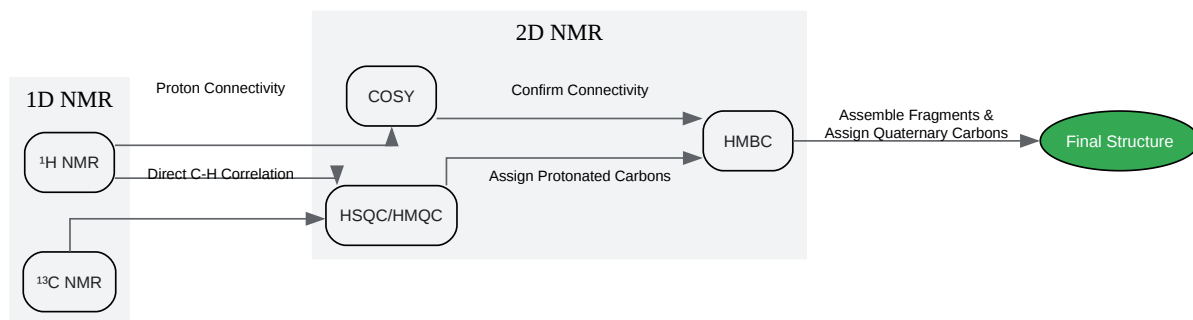 2D NMR
1D NMR
Proton Connectivity
COSY
Confirm Connectivity
¹H NMR
Direct C-H Correlation
HMBC
Assemble Fragments &
Assign Quaternary Carbons
Final Structure
Assign Protonated Carbons
HSQC/HMQC
¹³C NMR